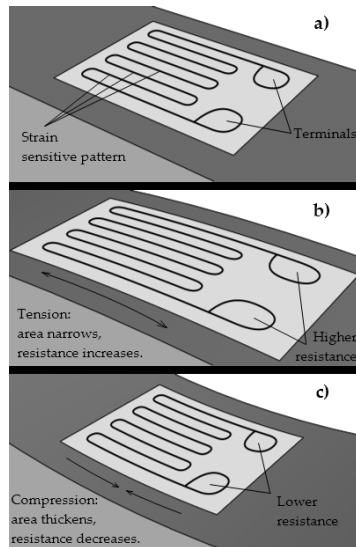 a)
Terminals
Strain
sensitive pattern
b)
Tension:
area narrows,
resistance increases.
Higher
resistance
c)
Compression:
area thickens,
resistance decreases.
Lower
resistance